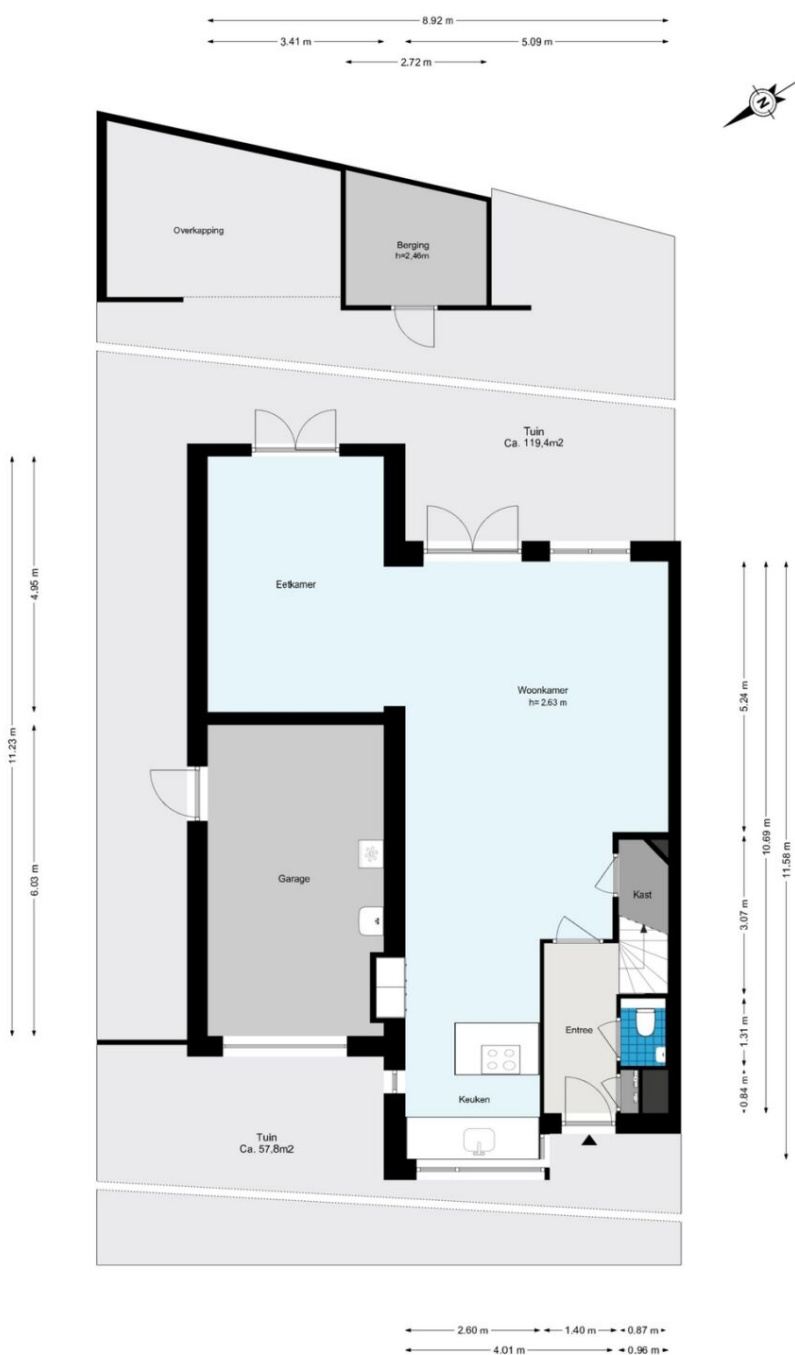 8.92 m
3.41 m
5.09 m
2.72 m
N
Overkapping
Berging
h=2,46m
Tuin
Ca. 119,4m2
4.95 m
Eetkamer
11.23 m
Woonkamer
h= 2.63 m
5.24 m
10.69 m
11.58 m
6.03 m
Garage
Kast
3.07 m
Entree
1.31 m
Keuken
0.84 m
Tuin
Ca. 57,8m2
2.60 m
1.40 m
0.87 m
4.01 m
0.96 m